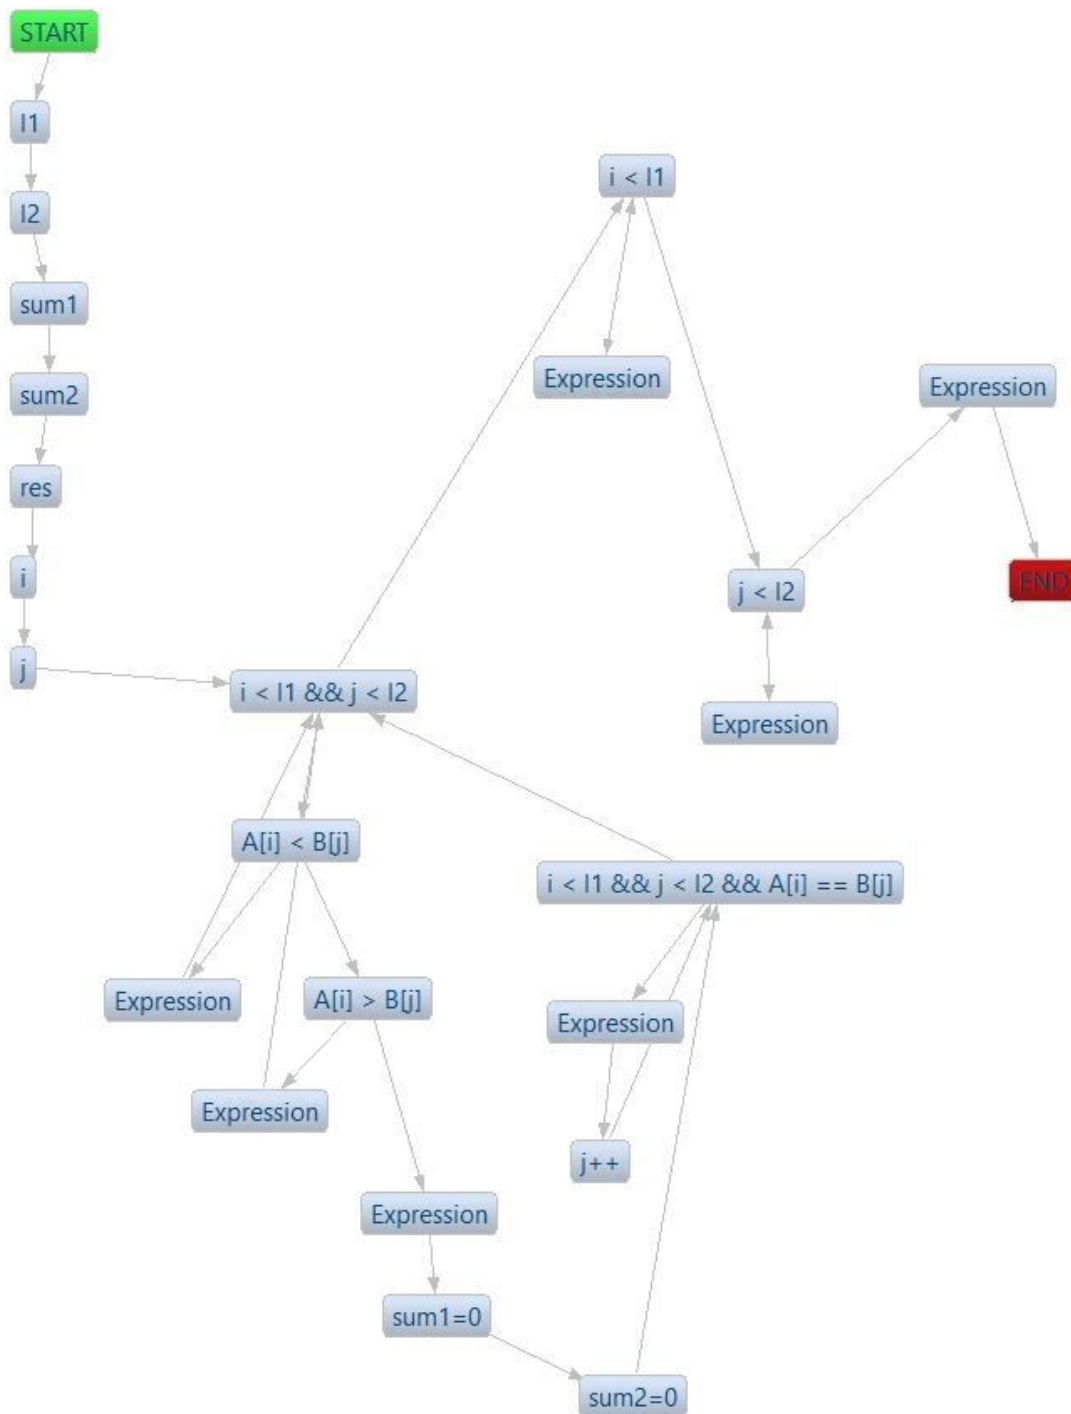 START
l1
l2
sum1
sum2
res
i
j
i < l1
Expression
Expression
j < l2
END
Expression
i < l1 && j < l2
A[i] < B[j]
i < l1 && j < l2 && A[i] == B[j]
Expression
A[i] > B[j]
Expression
Expression
j++
Expression
sum1=0
sum2=0